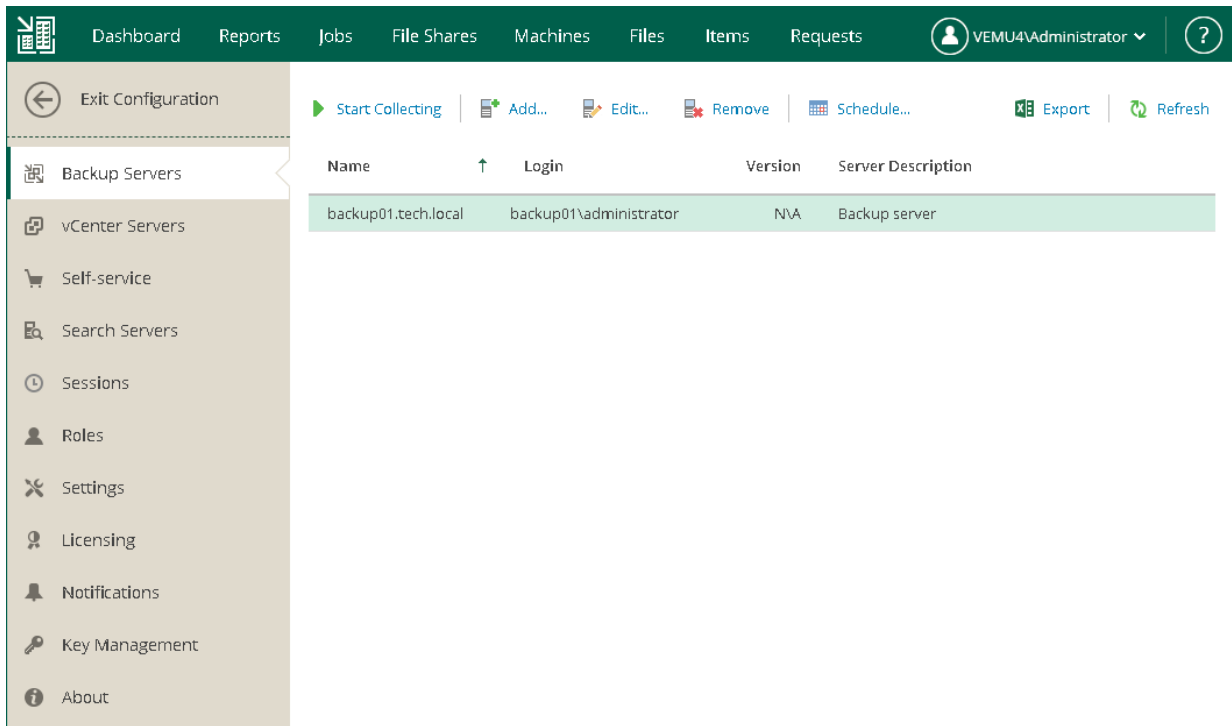 Dashboard Reports Jobs File Shares Machines Files Items Requests VEMU4\Administrator ?
Exit Configuration
Start Collecting Add... Edit... Remove Schedule... Export Refresh
Backup Servers
Name Login Version Server Description
backup01.tech.local backup01\administrator N\A Backup server
vCenter Servers
Self-service
Search Servers
Sessions
Roles
Settings
Licensing
Notifications
Key Management
About